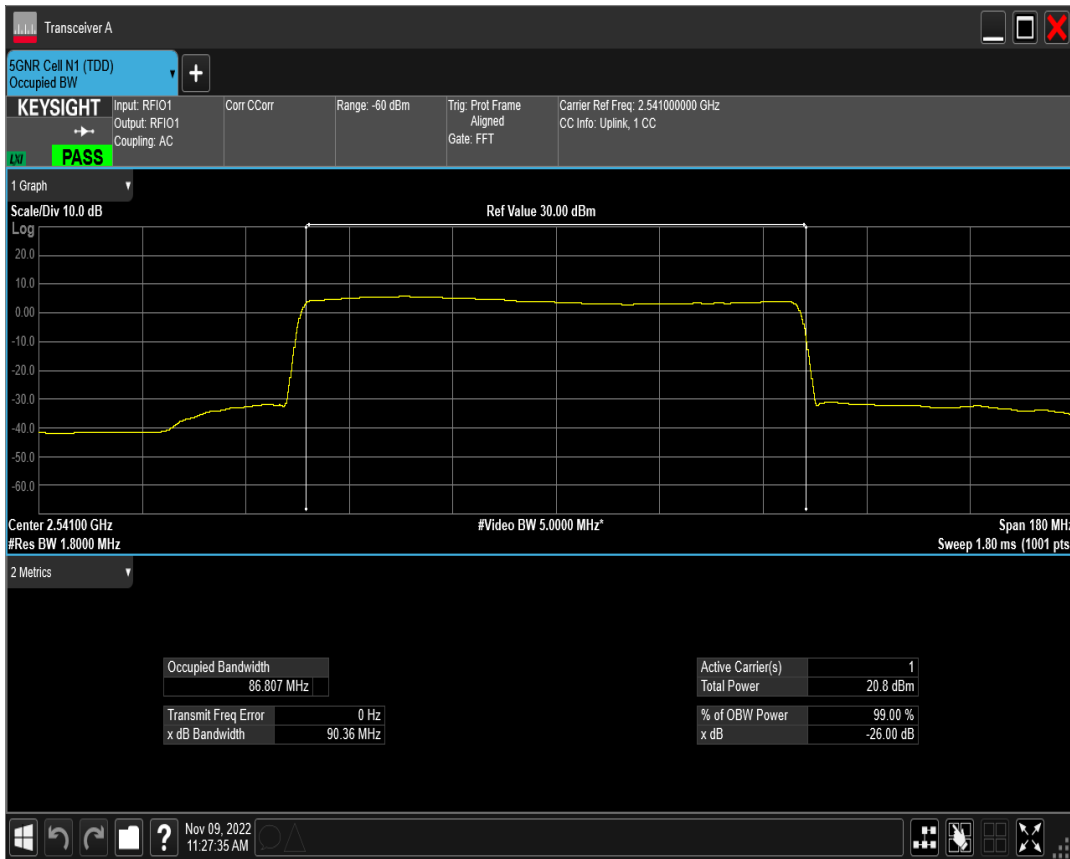 Transceiver A
5GNR Cell N1 (TDD)
Occupied BW
+
KEYSIGHT
LXI
PASS
Input: RFIO1
Output: RFIO1
Coupling: AC
Corr CCorr
Range: -60 dBm
Trig: Prot Frame
Aligned
Gate: FFT
Carrier Ref Freq: 2.541000000 GHz
CC Info: Uplink, 1 CC
1 Graph
Scale/Div 10.0 dB
Ref Value 30.00 dBm
Log
20.0
10.0
0.00
-10.0
-20.0
-30.0
-40.0
-50.0
-60.0
Center 2.54100 GHz
#Video BW 5.0000 MHz*
Span 180 MHz
#Res BW 1.8000 MHz
Sweep 1.80 ms (1001 pts
2 Metrics
Occupied Bandwidth
86.807 MHz
Active Carrier(s) 1
Total Power 20.8 dBm
Transmit Freq Error 0 Hz
x dB Bandwidth 90.36 MHz
% of OBW Power 99.00 %
x dB -26.00 dB
?
Nov 09, 2022
11:27:35 AM